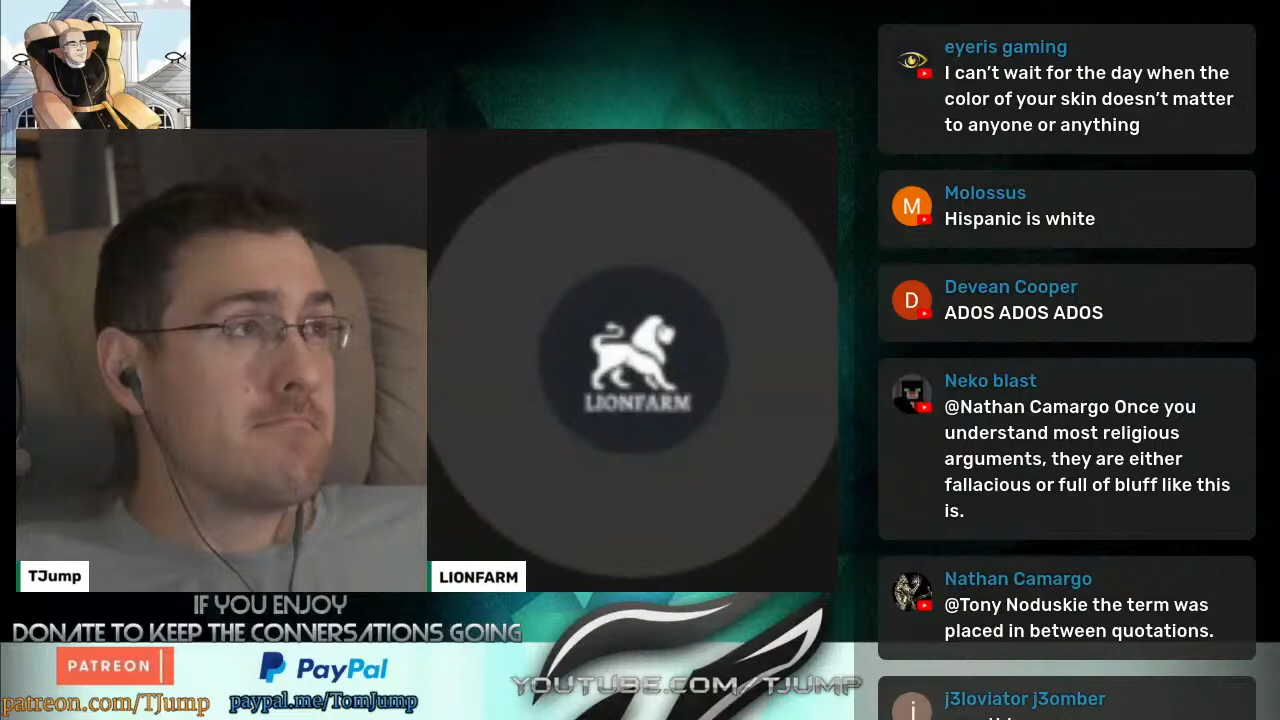 eyeris gaming
I can’t wait for the day when the
color of your skin doesn’t matter
to anyone or anything
M
Molossus
Hispanic is white
D
Devean Cooper
ADOS ADOS ADOS
Neko blast
@Nathan Camargo Once you
understand most religious
arguments, they are either
fallacious or full of bluff like this
is.
Nathan Camargo
@Tony Noduskie the term was
placed in between quotations.
j
j3loviator j3omber
LIONFARM
TJump
LIONFARM
IF YOU ENJOY
DONATE TO KEEP THE CONVERSATIONS GOING
PATREON
PayPal
patreon.com/TJump
paypal.me/TomJump
YOUTUBE.COM/TJUMP